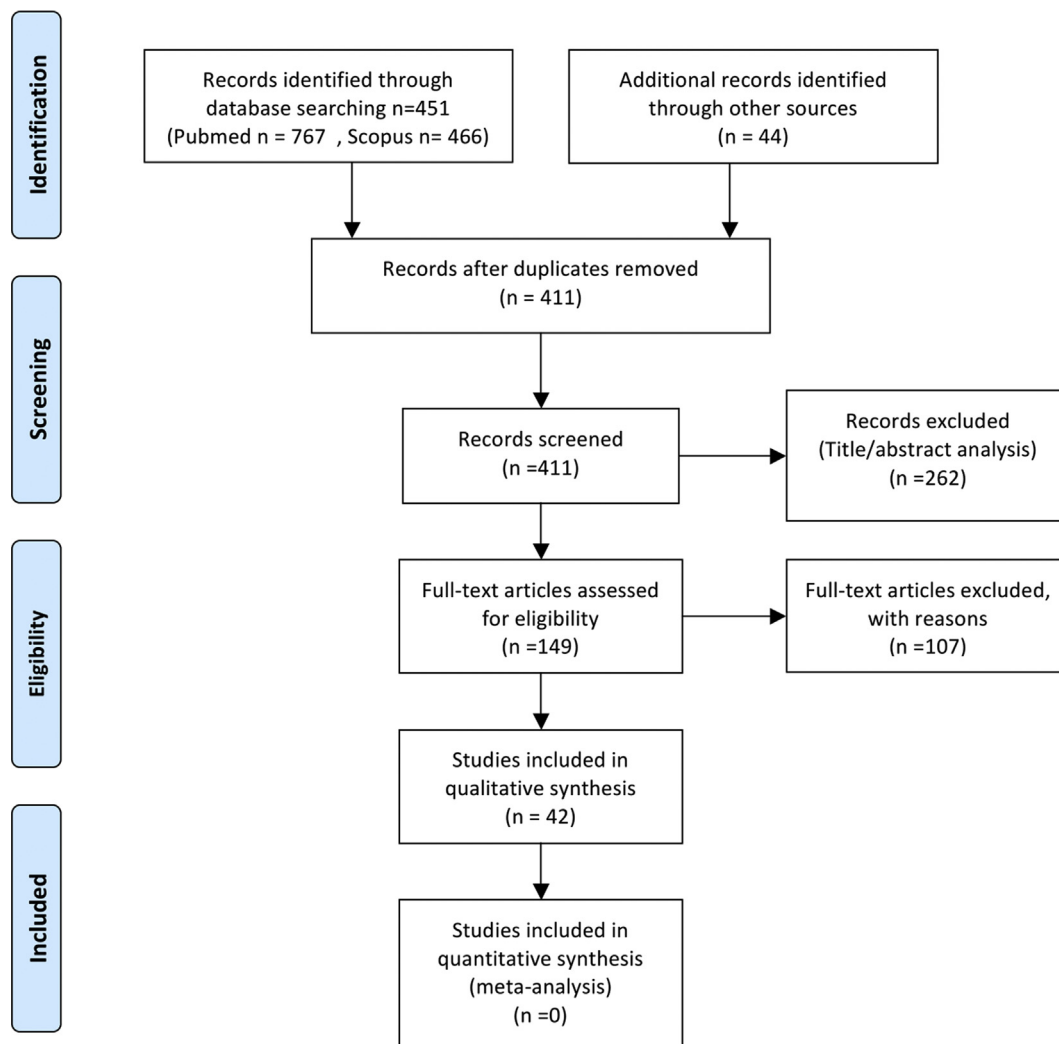 Identification
Records identified through
database searching n=451
(Pubmed n = 767 , Scopus n= 466)
Additional records identified
through other sources
(n = 44)
Records after duplicates removed
(n = 411)
Screening
Records screened
(n =411)
Records excluded
(Title/abstract analysis)
(n =262)
Eligibility
Full-text articles assessed
for eligibility
(n =149)
Full-text articles excluded,
with reasons
(n =107)
Studies included in
qualitative synthesis
(n = 42)
Included
Studies included in
quantitative synthesis
(meta-analysis)
(n =0)